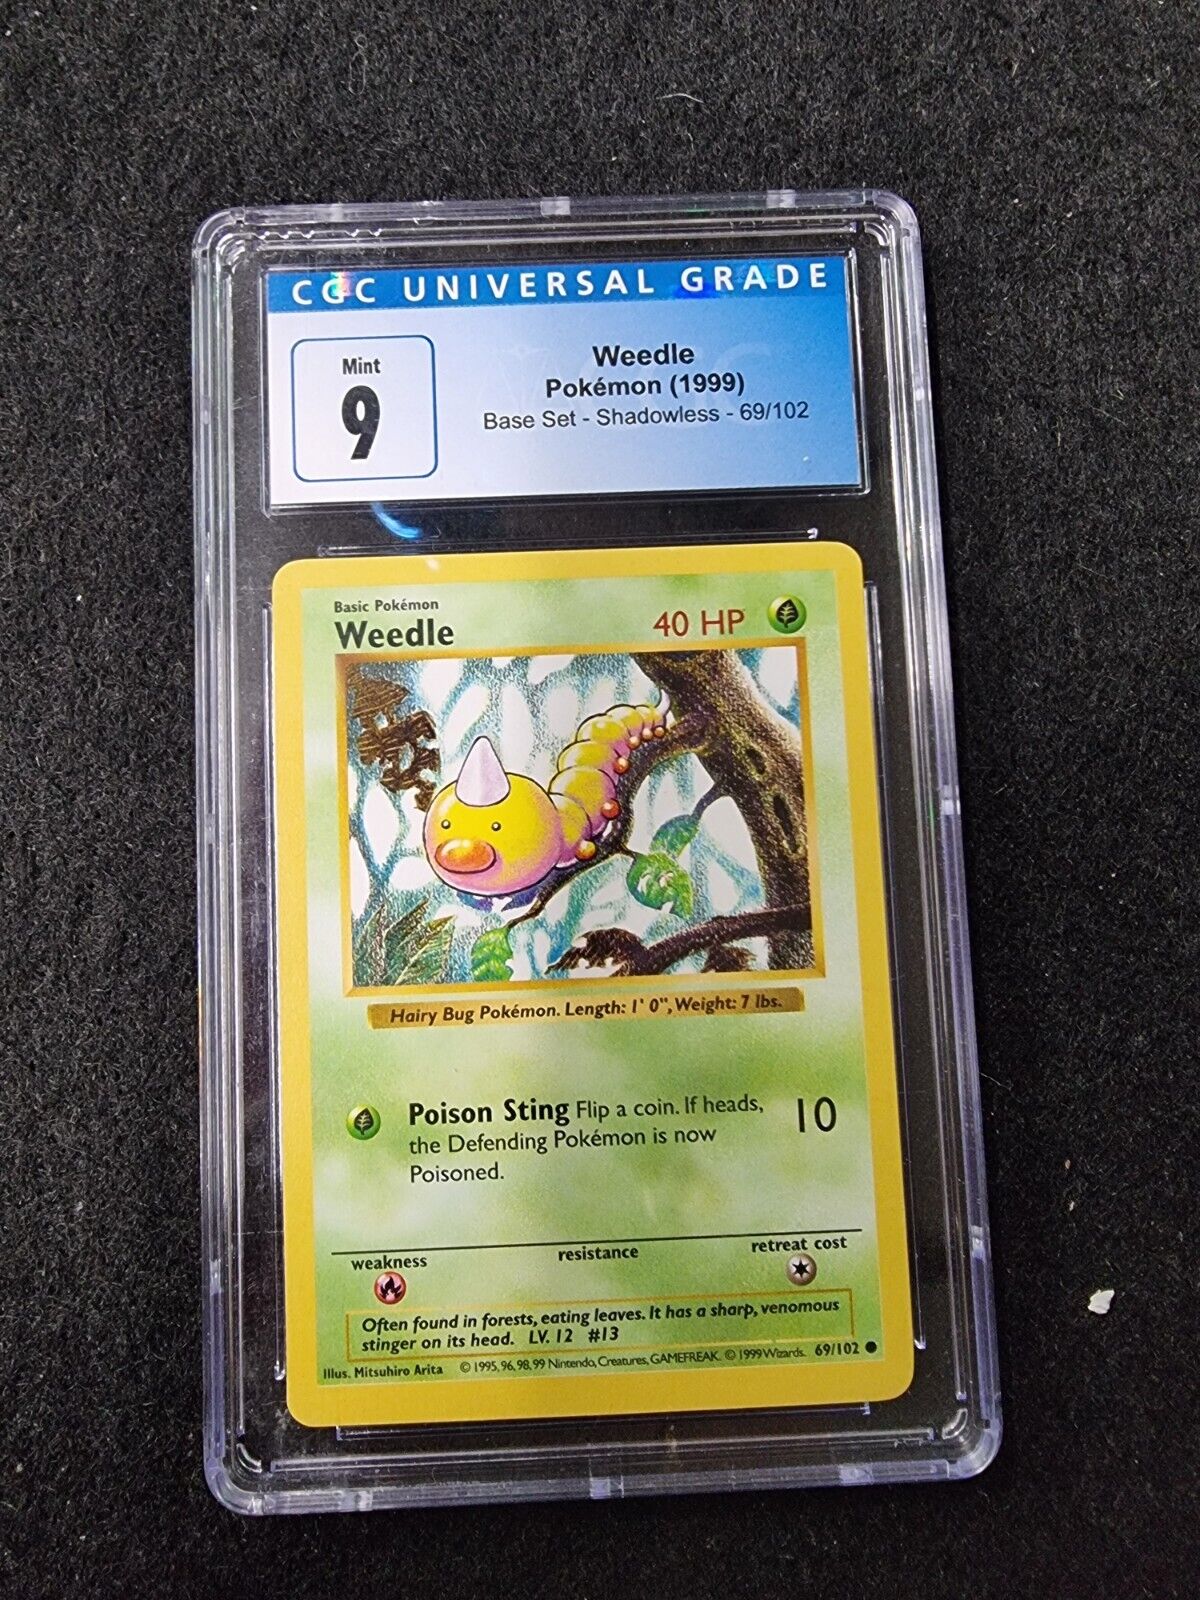 CGC UNIVERSAL GRADE
Mint
9
Weedle
Pokémon (1999)
Base Set - Shadowless - 69/102
Basic Pokémon
Weedle
40 HP
Hairy Bug Pokémon. Length: 1' 0", Weight: 7 lbs.
Poison Sting Flip a coin. If heads,
the Defending Pokémon is now
Poisoned.
10
weakness
resistance
retreat cost
Often found in forests, eating leaves. It has a sharp, venomous
stinger on its head. LV. 12 #13
Illus. Mitsuhiro Arita © 1995, 96, 98, 99 Nintendo, Creatures, GAMEFREAK. © 1999 Wizards. 69/102